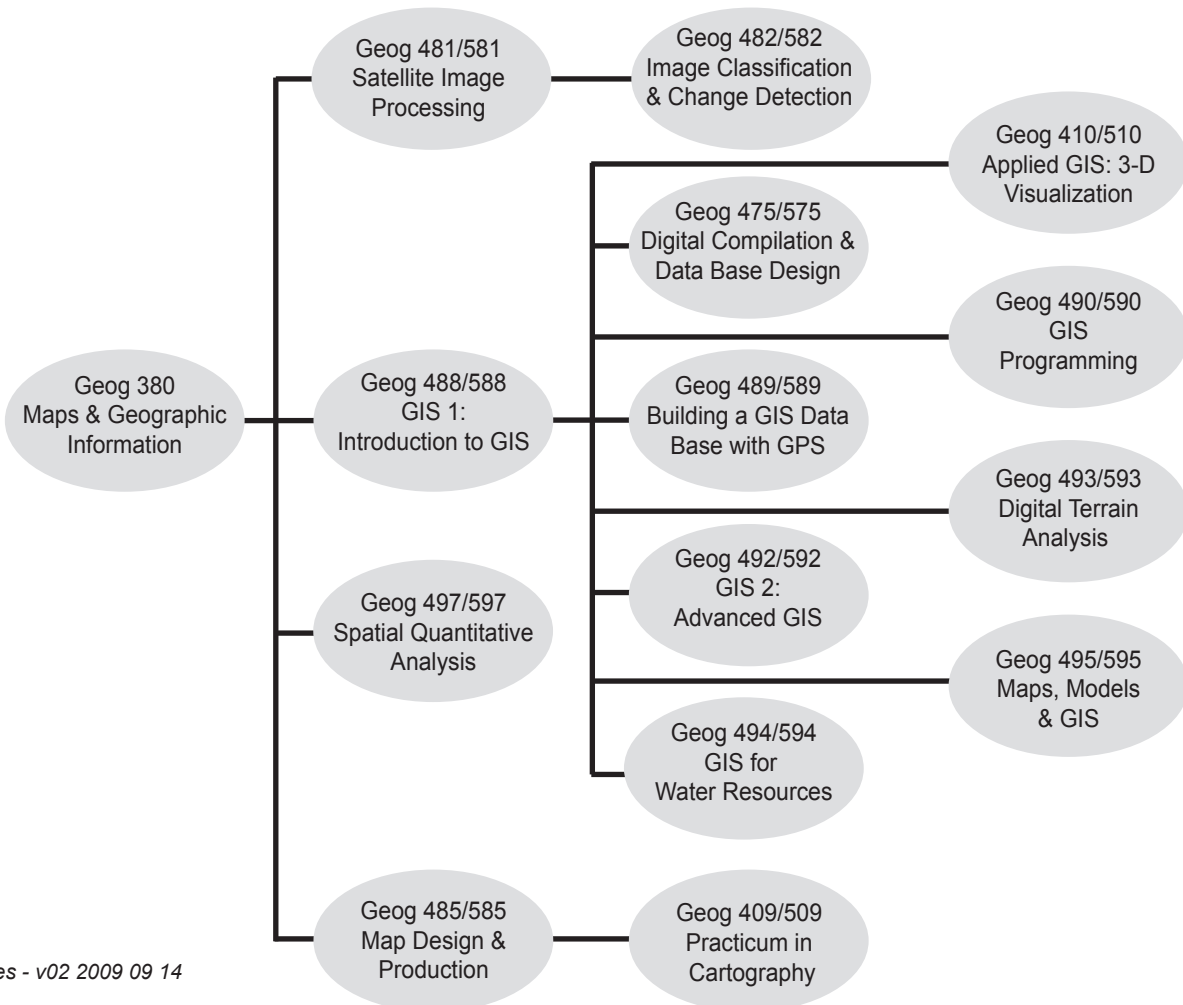 Geog 481/581
Satellite Image
Processing
Geog 482/582
Image Classification
& Change Detection
Geog 410/510
Applied GIS: 3-D
Visualization
Geog 475/575
Digital Compilation &
Data Base Design
Geog 490/590
GIS
Programming
Geog 380
Maps & Geographic
Information
Geog 488/588
GIS 1:
Introduction to GIS
Geog 489/589
Building a GIS Data
Base with GPS
Geog 493/593
Digital Terrain
Analysis
Geog 492/592
GIS 2:
Advanced GIS
Geog 497/597
Spatial Quantitative
Analysis
Geog 495/595
Maps, Models
& GIS
Geog 494/594
GIS for
Water Resources
Geog 485/585
Map Design &
Production
Geog 409/509
Practicum in
Cartography
es - v02 2009 09 14